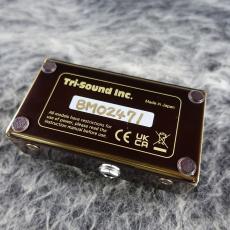 Tri-Sound Inc.
Made in Japan
BM02471
All models have restrictions for
use of power, please read the
instruction manual before use.
CE UK
CA